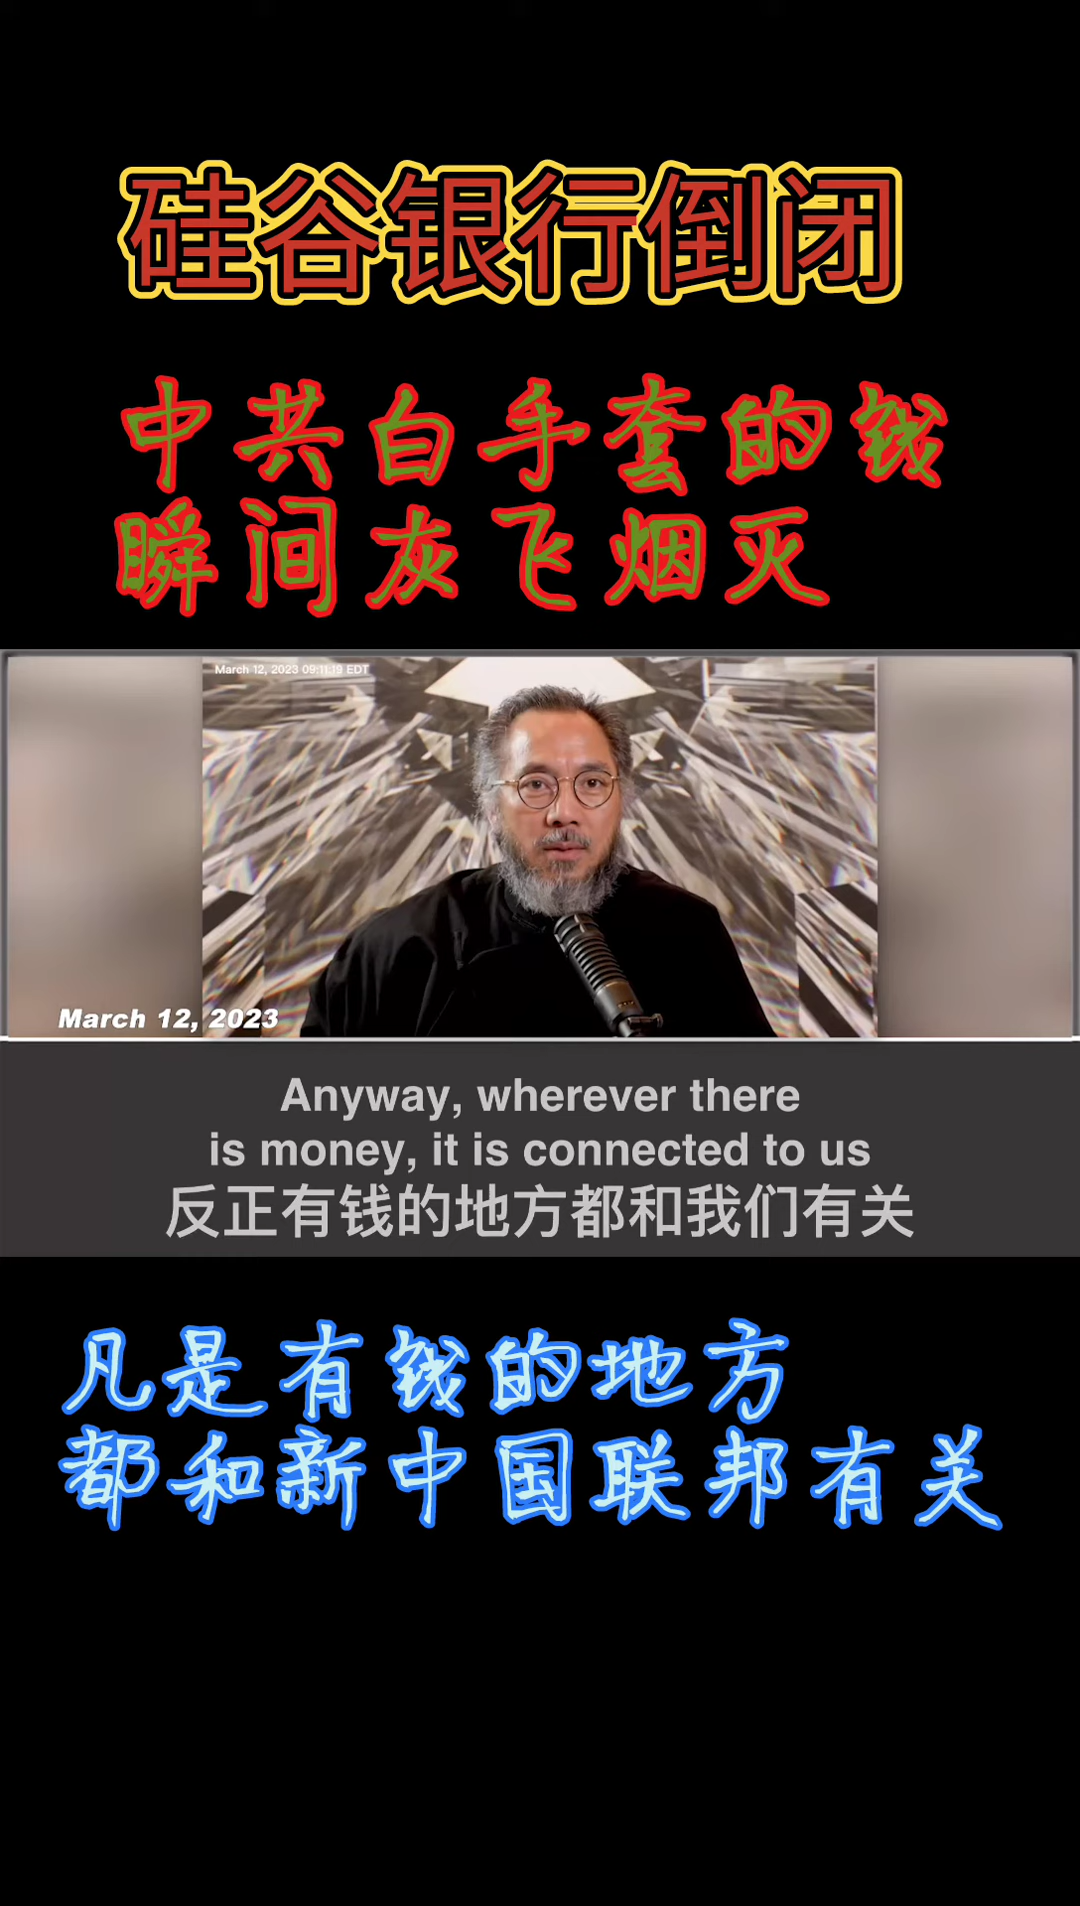 硅谷银行倒闭
中共白手套的钱
瞬间灰飞烟灭
March 12, 2023 09:11:19 EDT
March 12, 2023
Anyway, wherever there
is money, it is connected to us
反正有钱的地方都和我们有关
凡是有钱的地方
都和新中国联邦有关